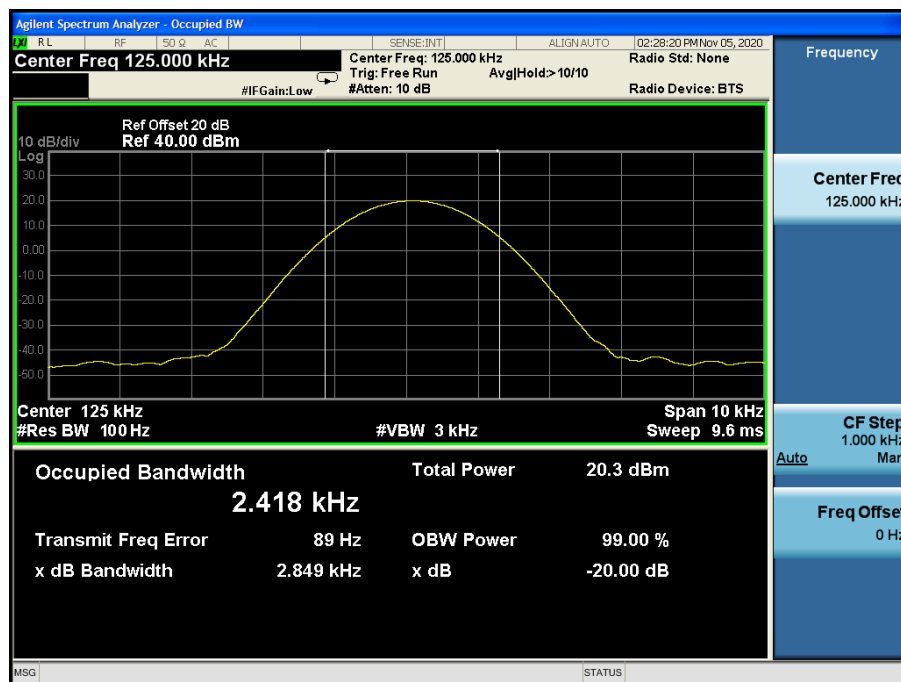 Agilent Spectrum Analyzer - Occupied BW
LXI RL RF 50 Ω AC SENSE:INT ALIGN AUTO 02:28:20 PM Nov 05, 2020
Center Freq 125.000 kHz
Center Freq: 125.000 kHz Radio Std: None
Trig: Free Run Avg|Hold:> 10/10
#IFGain:Low #Atten: 10 dB Radio Device: BTS
Ref Offset 20 dB
10 dB/div Ref 40.00 dBm
Log
30.0
20.0
10.0
0.00
-10.0
-20.0
-30.0
-40.0
-50.0
Center 125 kHz Span 10 kHz
#Res BW 100 Hz #VBW 3 kHz Sweep 9.6 ms
Occupied Bandwidth Total Power 20.3 dBm
2.418 kHz
Transmit Freq Error 89 Hz OBW Power 99.00 %
x dB Bandwidth 2.849 kHz x dB -20.00 dB
MSG STATUS
Frequency
Center Freq
125.000 kHz
CF Step
1.000 kHz
Auto Man
Freq Offset
0 Hz